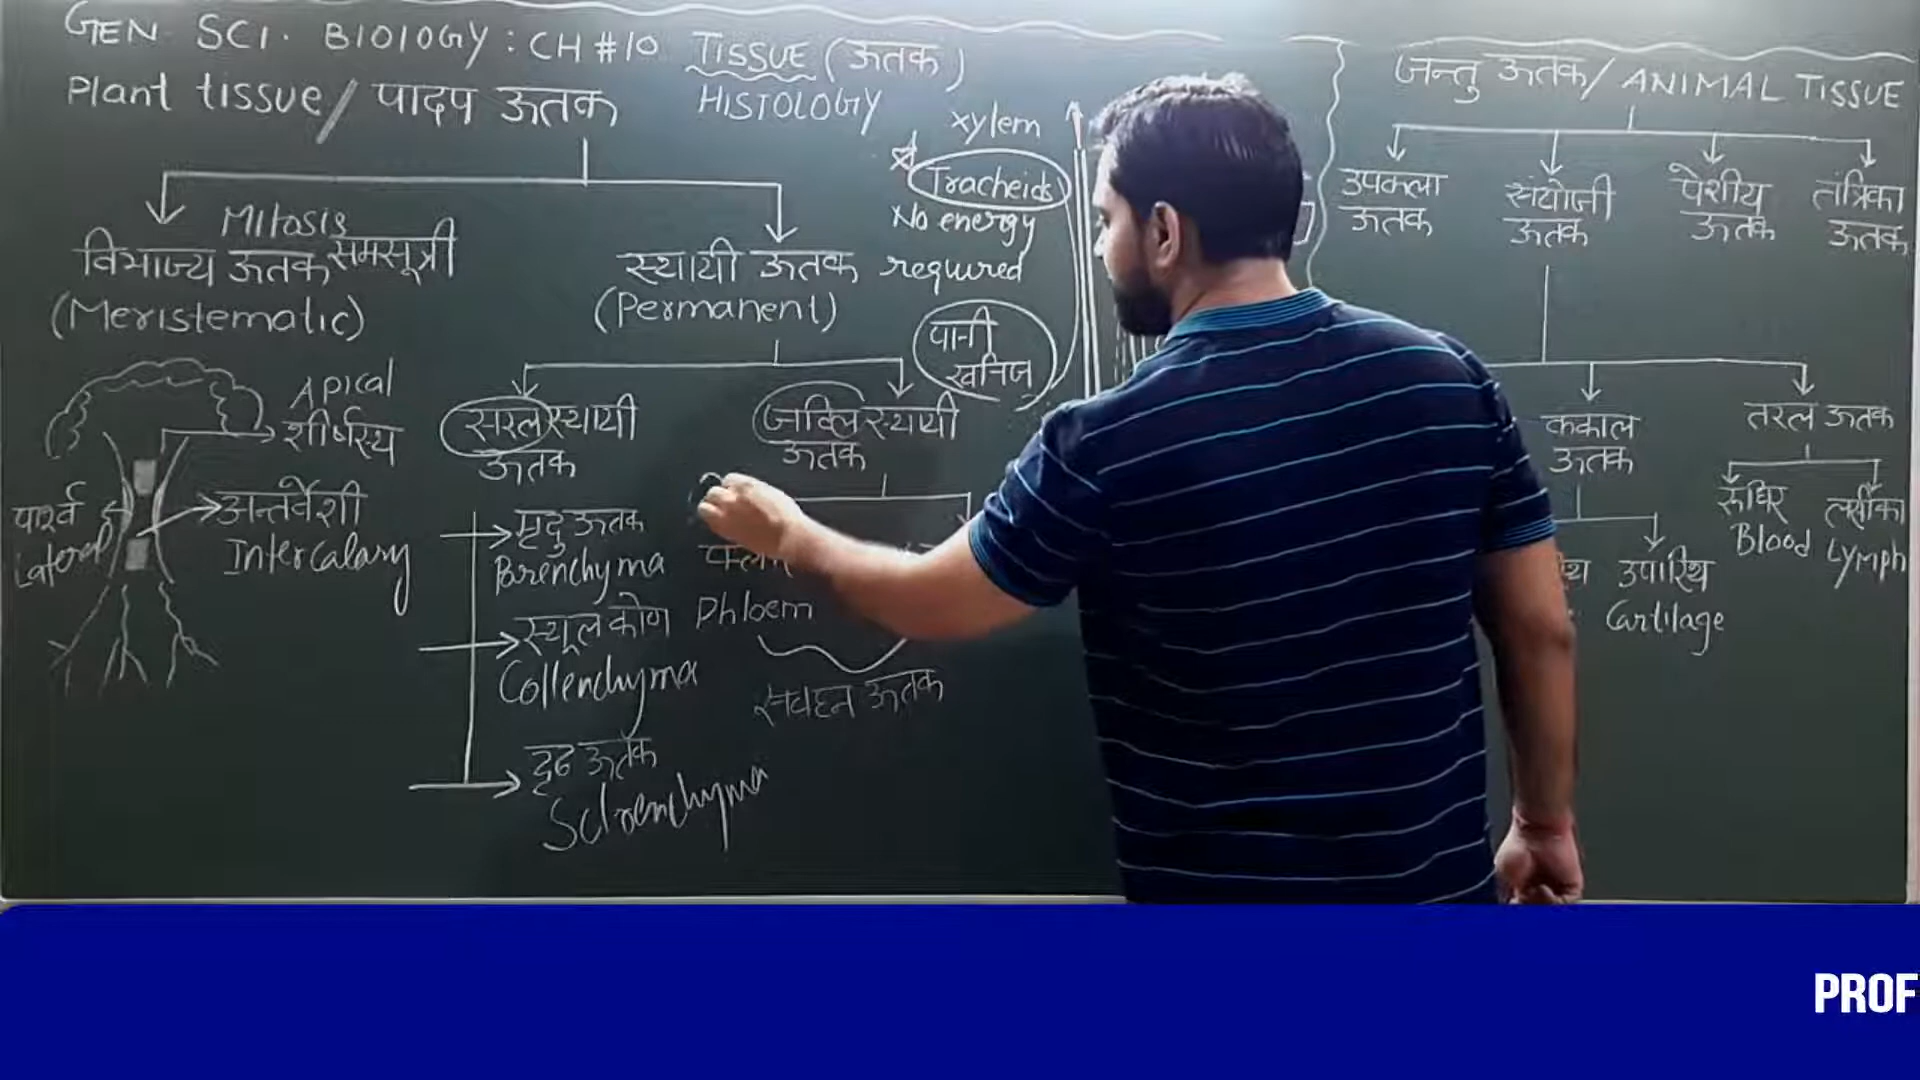 GEN SCI. BIOLOGY : CH #10 TISSUE (ऊतक)
Plant tissue / पादप ऊतक HISTOLOGY
Mitosis
विभाज्य ऊतक समसूत्री
(Meristematic)
Apical
शीर्षस्थ
पार्श्व
Lateral
अन्तर्वेशी
Intercalary
स्थायी ऊतक
(Permanent)
सरल स्थायी
ऊतक
मृदु ऊतक
Parenchyma
स्थूल कोण
Collenchyma
दृढ ऊतक
Sclrenchyma
जटिल स्थायी
ऊतक
Phloem
संवहन ऊतक
xylem
Tracheids
No energy
required
पानी
खनिज
जन्तु ऊतक / ANIMAL TISSUE
उपकला
ऊतक
संयोजी
ऊतक
पेशीय
ऊतक
तंत्रिका
ऊतक
कंकाल
ऊतक
उपास्थि
Cartilage
तरल ऊतक
रुधिर
Blood
लसीका
Lymph
PROF